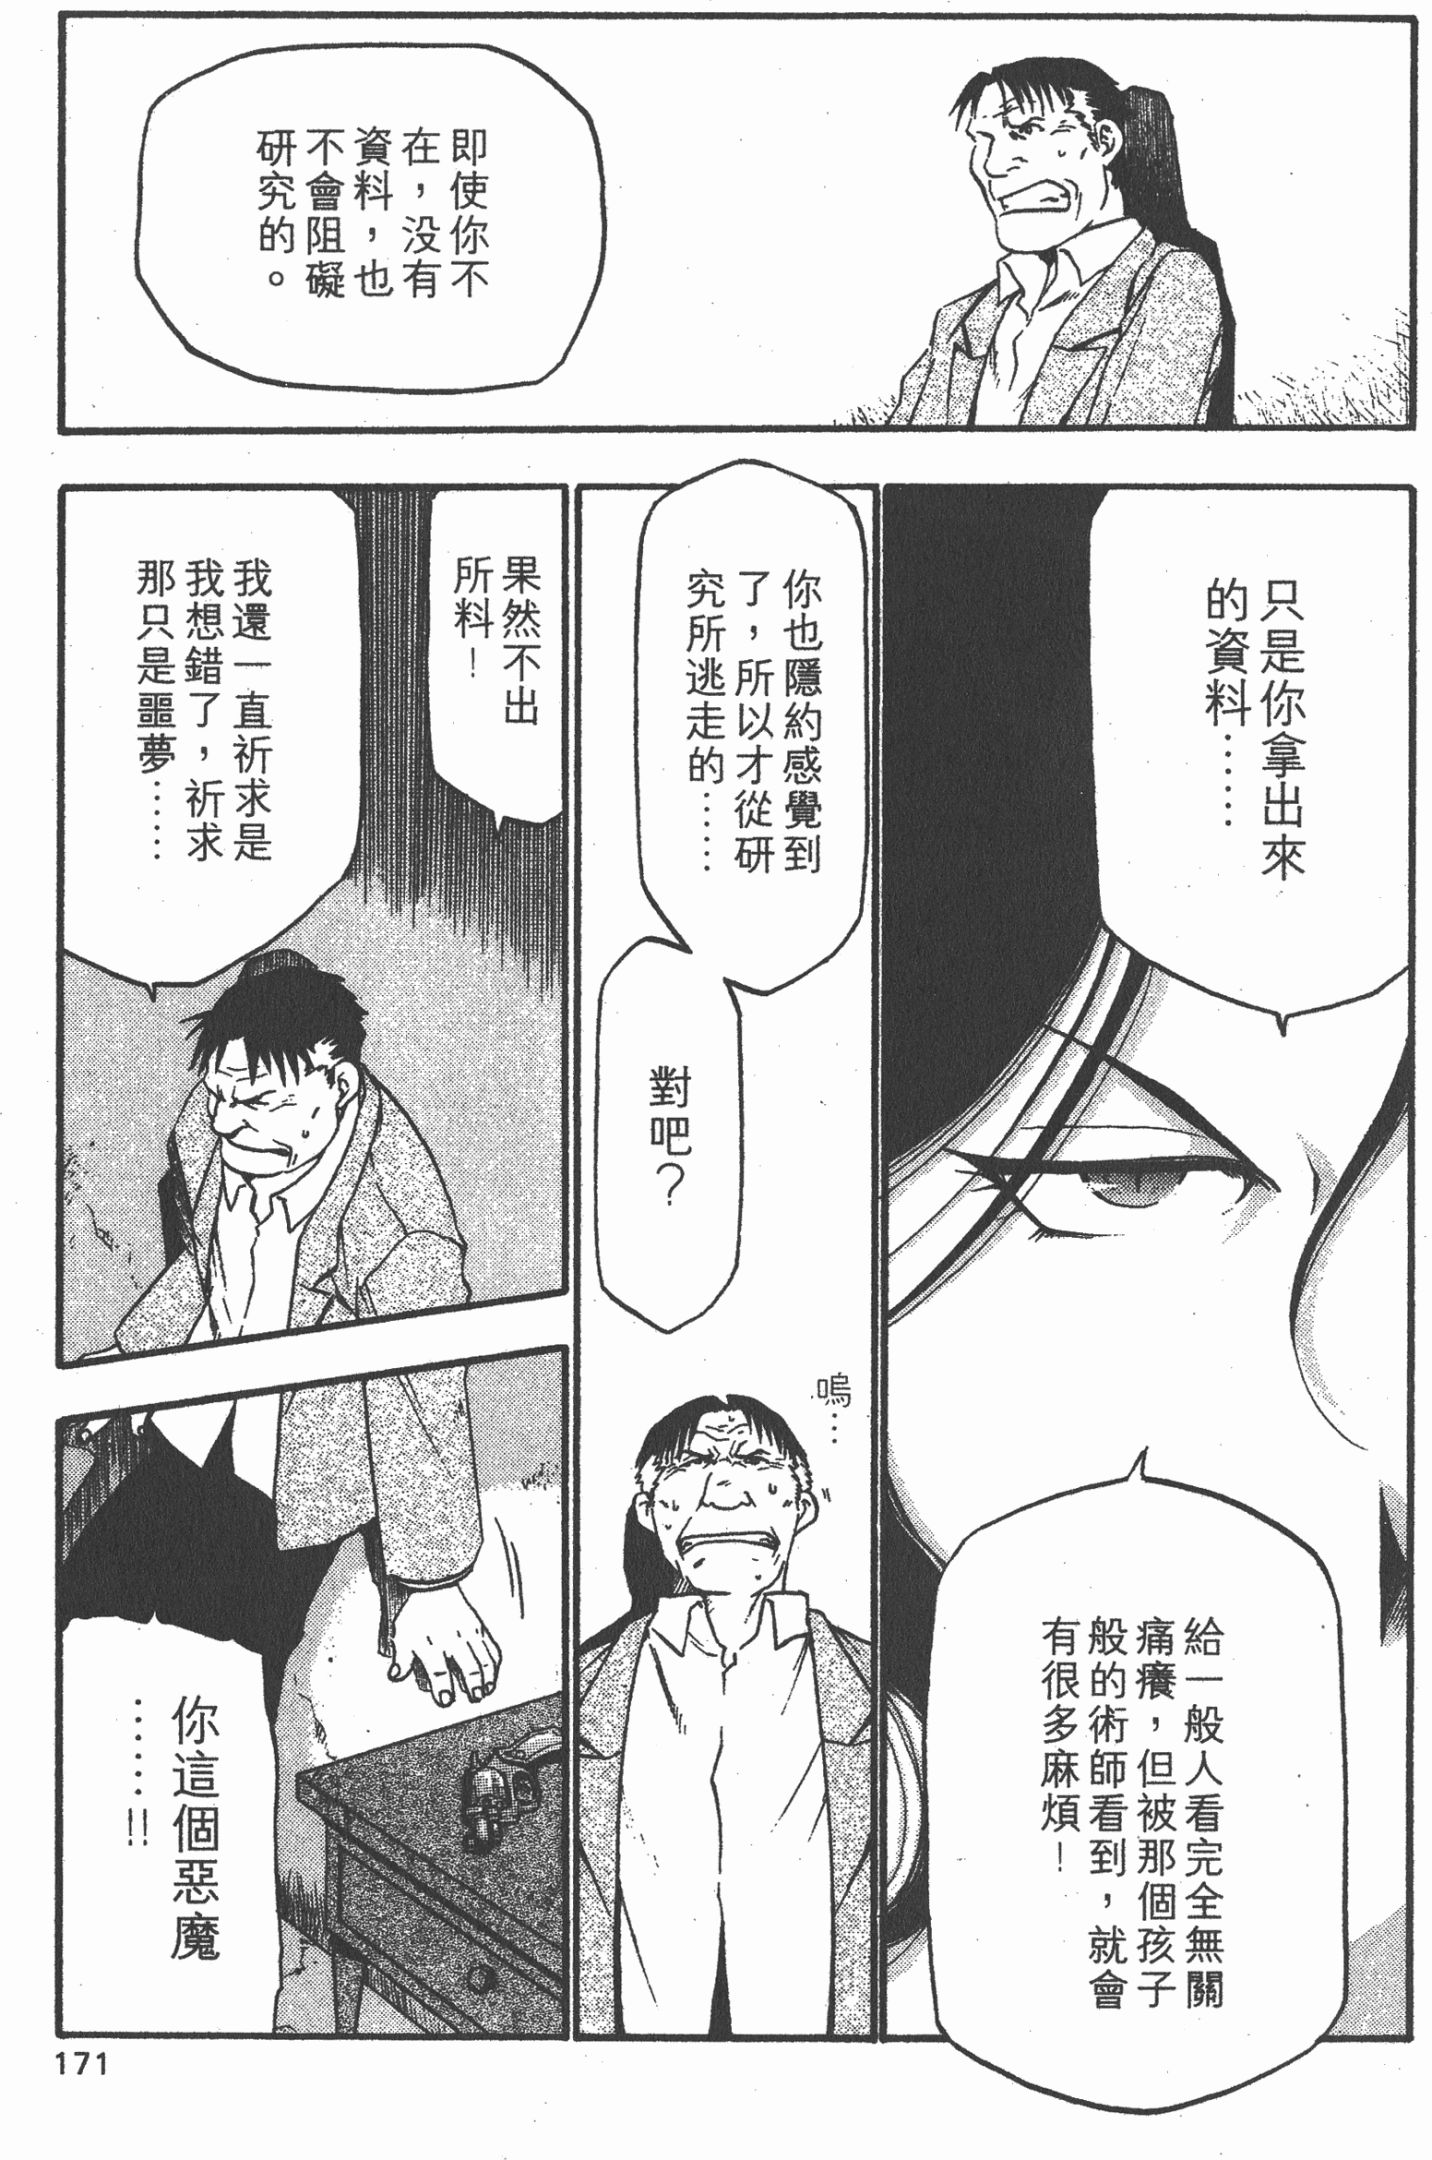 即使你不
在，没有
資料，也
不會阻礙
研究的。
只是你拿出來
的資料……
給一般人看完全無關
痛癢，但被那個孩子
般的術師看到，就會
有很多麻煩！
你也隱約感覺到
了，所以才從研
究所逃走的……
對吧？
嗚…
果然不出
所料！
我還一直祈求是
我想錯了，祈求
那只是噩夢……
你這個惡魔
……!!
171